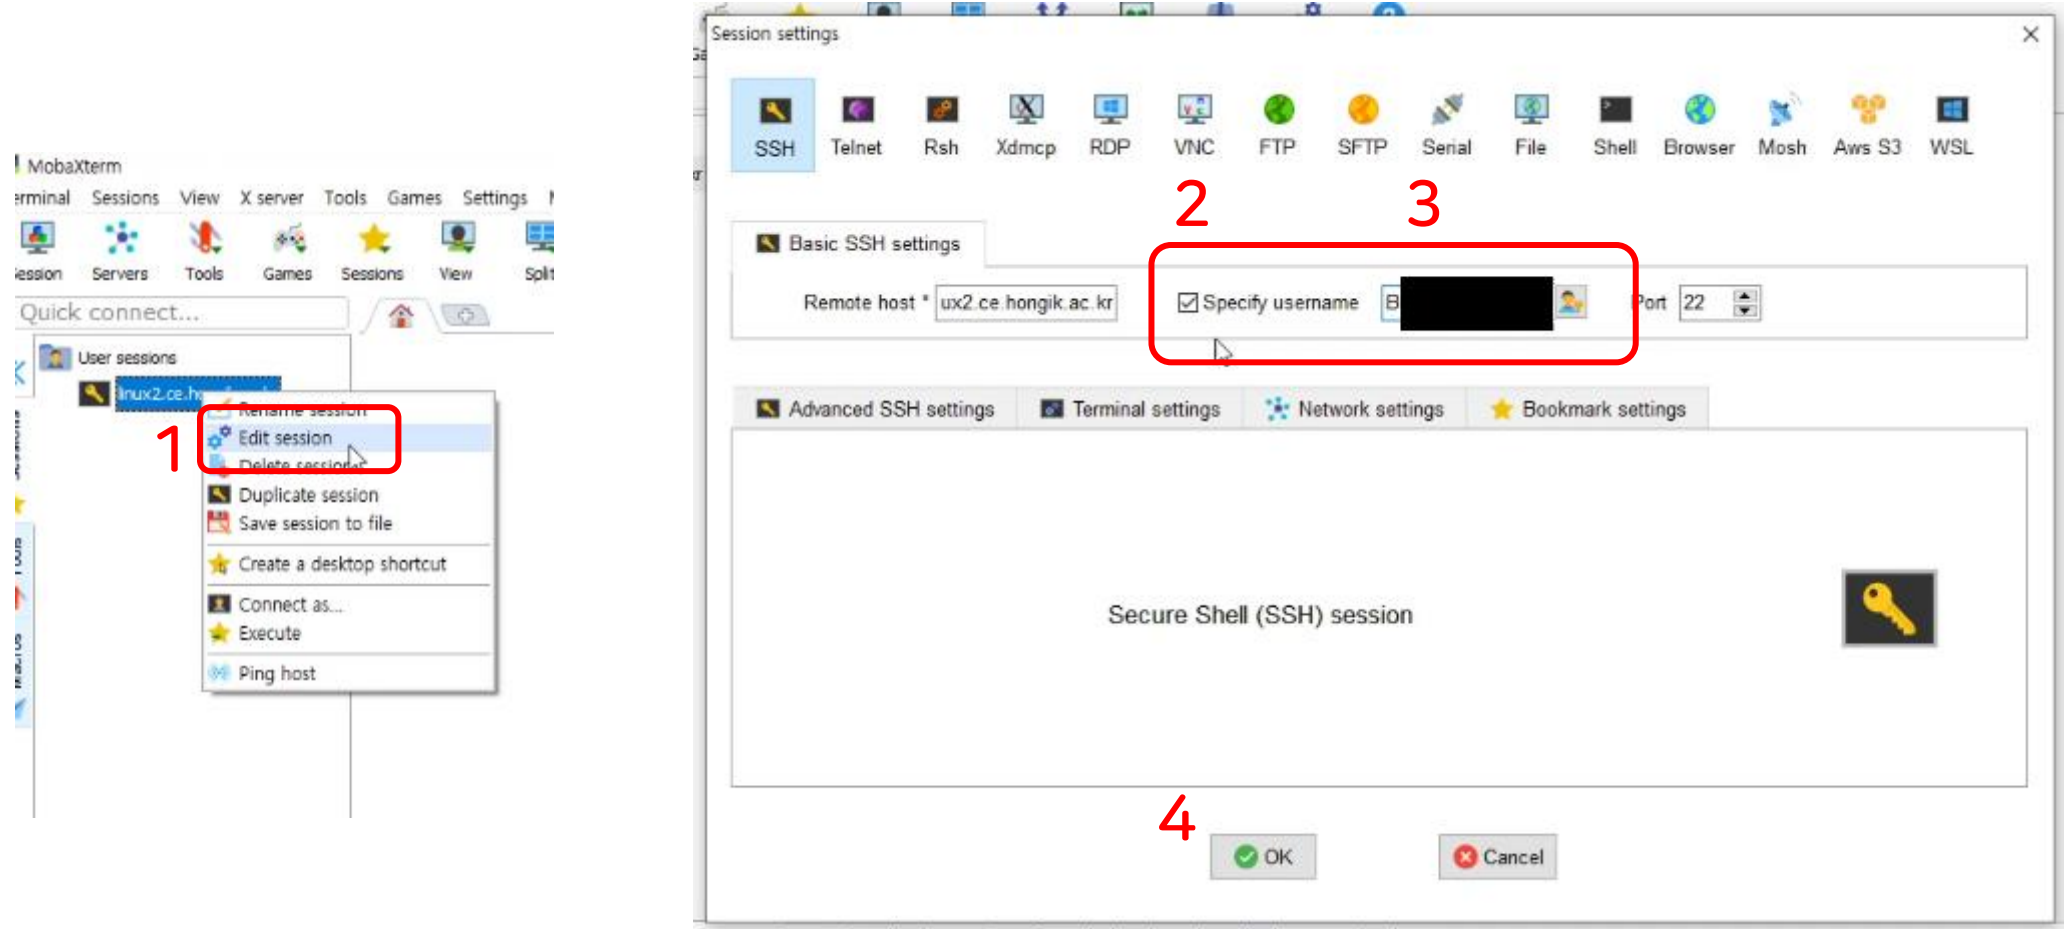 MobaXterm
erminal Sessions View X server Tools Games Settings
ession Servers Tools Games Sessions View Split
Quick connect...
User sessions
linux2.ce.h
Rename session
1
Edit session
Delete session
Duplicate session
Save session to file
Create a desktop shortcut
Connect as...
Execute
Ping host
Sessions
Tools
Macros
Session settings
SSH Telnet Rsh Xdmcp RDP VNC FTP SFTP Serial File Shell Browser Mosh Aws S3 WSL
2 3
Basic SSH settings
Remote host * ux2.ce.hongik.ac.kr Specify username B Port 22
Advanced SSH settings Terminal settings Network settings Bookmark settings
Secure Shell (SSH) session
4
OK Cancel